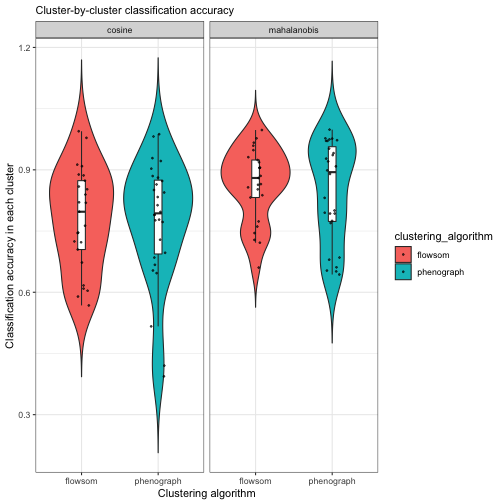 Cluster-by-cluster classification accuracy
cosine
mahalanobis
1.2
0.9
0.6
0.3
Classification accuracy in each cluster
flowsom
phenograph
flowsom
phenograph
Clustering algorithm
clustering_algorithm
flowsom
phenograph